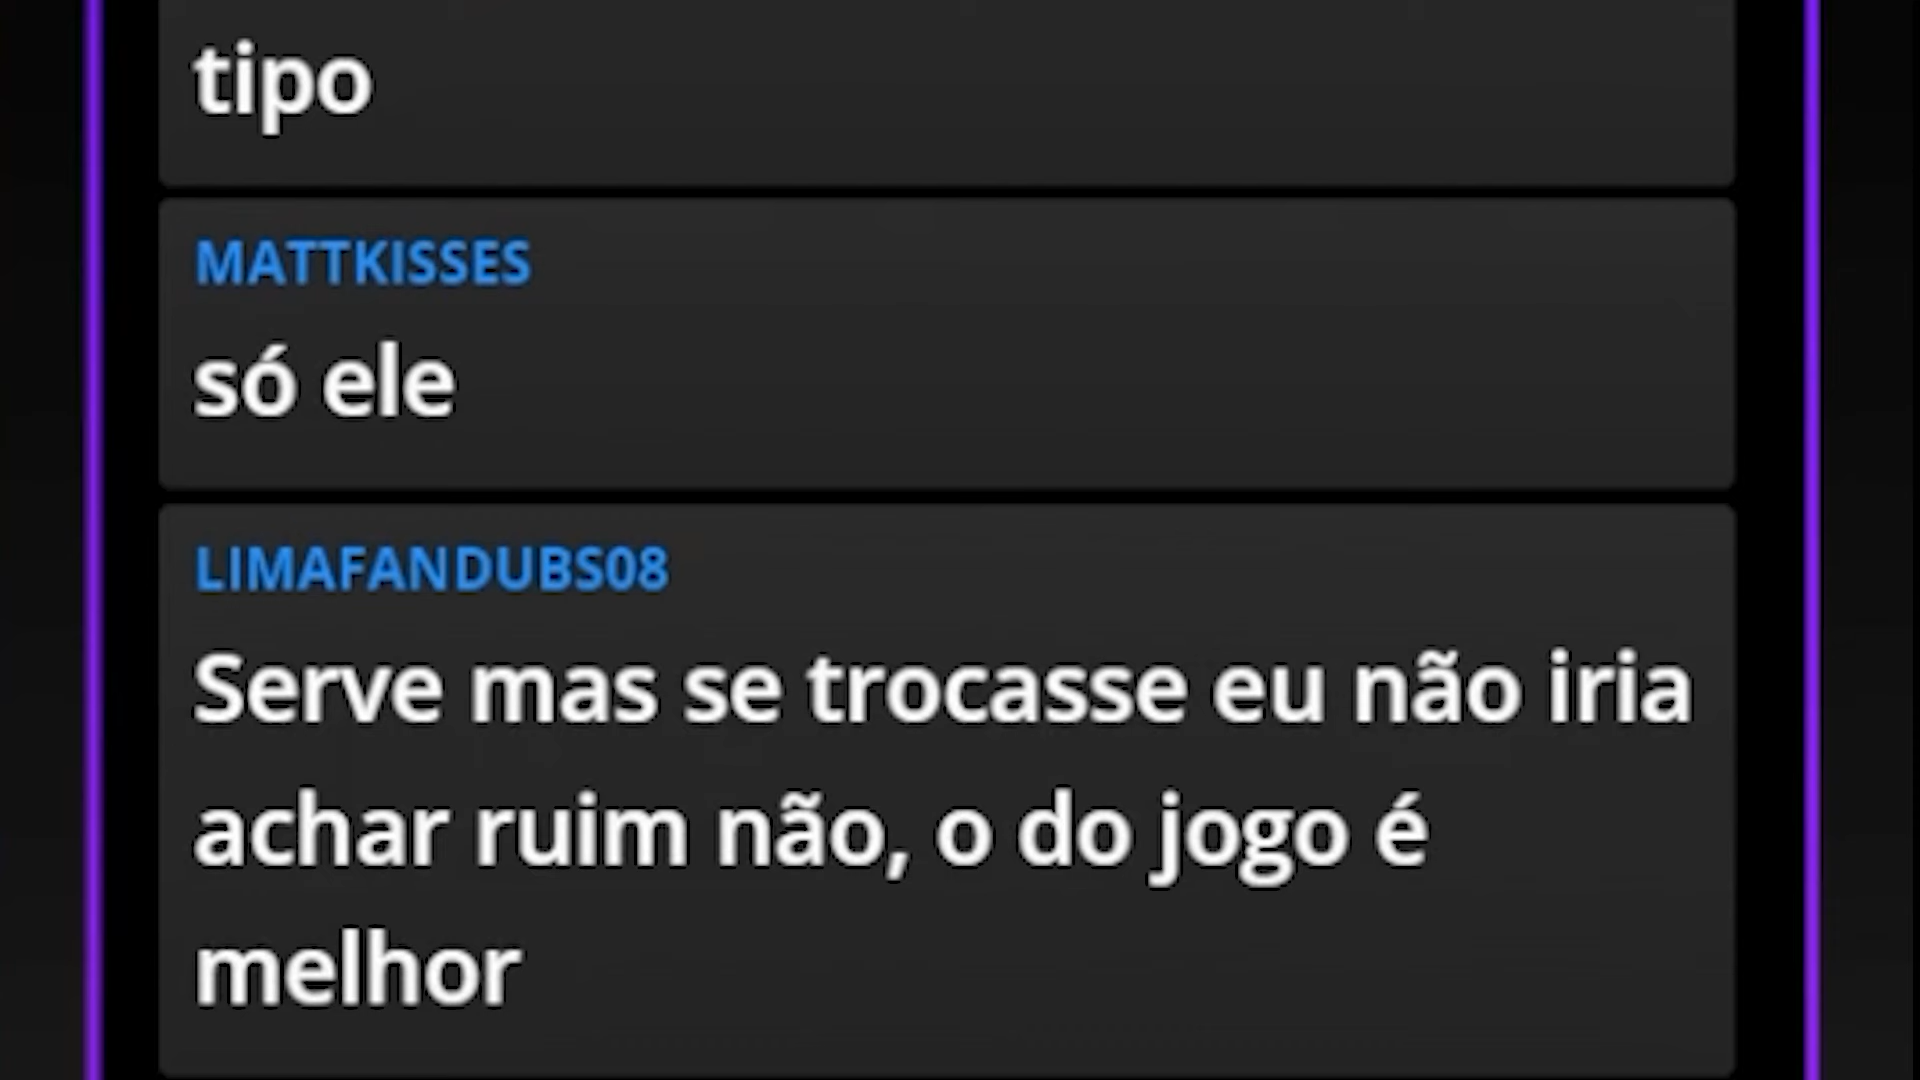 tipo
MATTKISSES
só ele
LIMAFANDUBS08
Serve mas se trocasse eu não iria
achar ruim não, o do jogo é
melhor